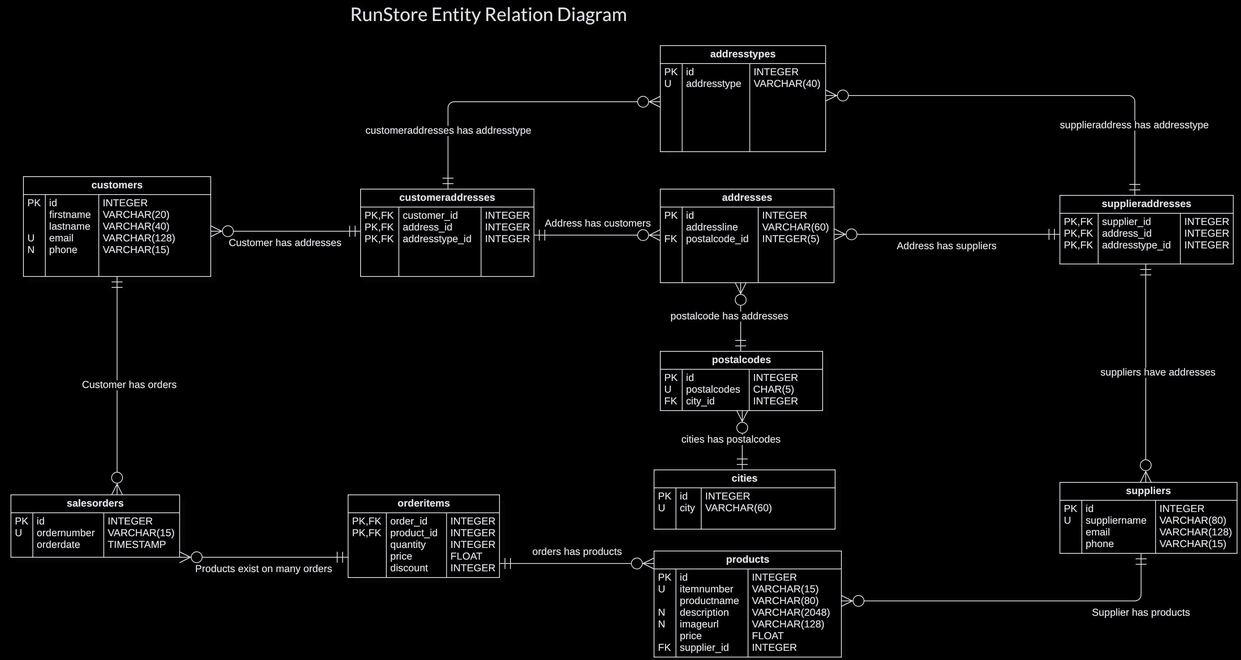 RunStore Entity Relation Diagram
addresstypes
PK id INTEGER
U addresstype VARCHAR(40)
customeraddresses has addresstype
supplieraddress has addresstype
customers
PK id INTEGER
firstname VARCHAR(20)
lastname VARCHAR(40)
U email VARCHAR(128)
N phone VARCHAR(15)
Customer has addresses
customeraddresses
PK,FK customer_id INTEGER
PK,FK address_id INTEGER
PK,FK addresstype_id INTEGER
Address has customers
addresses
PK id INTEGER
addressline VARCHAR(60)
FK postalcode_id INTEGER(5)
Address has suppliers
supplieraddresses
PK,FK supplier_id INTEGER
PK,FK address_id INTEGER
PK,FK addresstype_id INTEGER
postalcode has addresses
postalcodes
PK id INTEGER
U postalcodes CHAR(5)
FK city_id INTEGER
Customer has orders
suppliers have addresses
cities has postalcodes
cities
PK id INTEGER
U city VARCHAR(60)
salesorders
PK id INTEGER
U ordernumber VARCHAR(15)
orderdate TIMESTAMP
Products exist on many orders
orderitems
PK,FK order_id INTEGER
PK,FK product_id INTEGER
quantity INTEGER
price FLOAT
discount INTEGER
orders has products
products
PK id INTEGER
U itemnumber VARCHAR(15)
productname VARCHAR(80)
N description VARCHAR(2048)
N imageurl VARCHAR(128)
price FLOAT
FK supplier_id INTEGER
suppliers
PK id INTEGER
U suppliername VARCHAR(80)
email VARCHAR(128)
phone VARCHAR(15)
Supplier has products